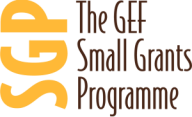 SGP
The GEF
Small Grants
Programme